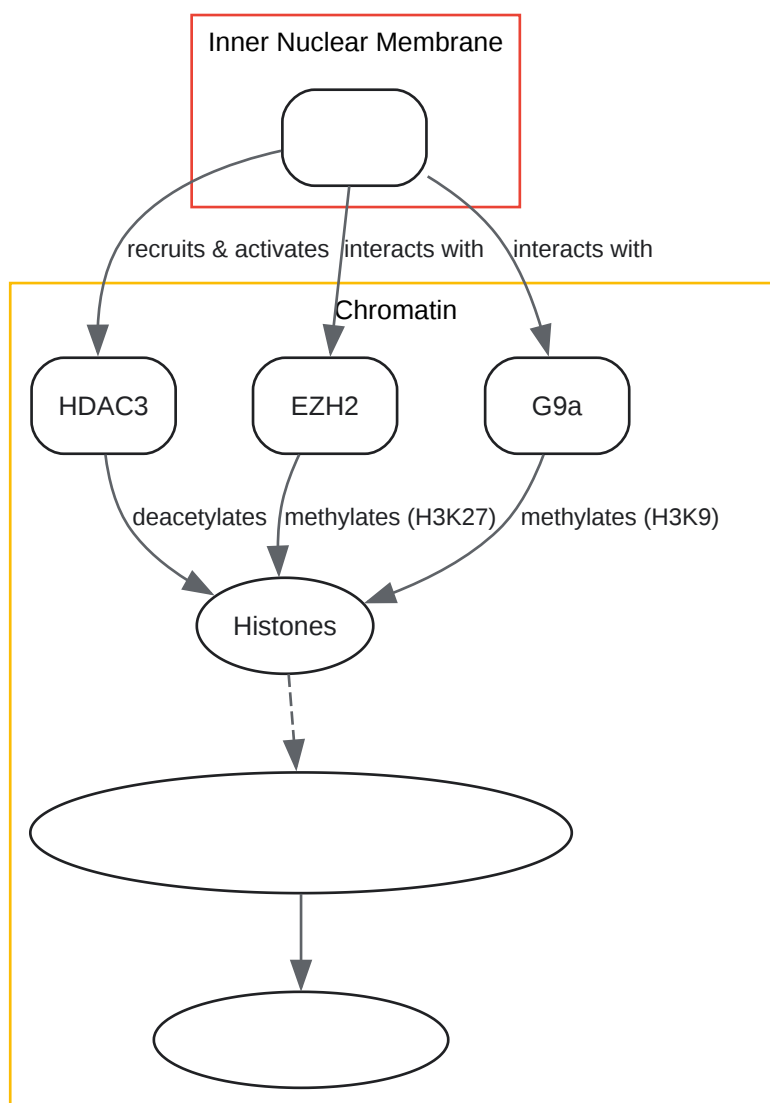 Inner Nuclear Membrane
recruits & activates
interacts with
interacts with
Chromatin
HDAC3
EZH2
G9a
deacetylates
methylates (H3K27)
methylates (H3K9)
Histones